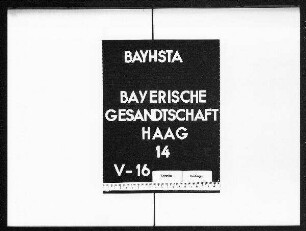 BAYHSTA
BAYERISCHE
GESANDTSCHAFT
HAAG
14
V-16